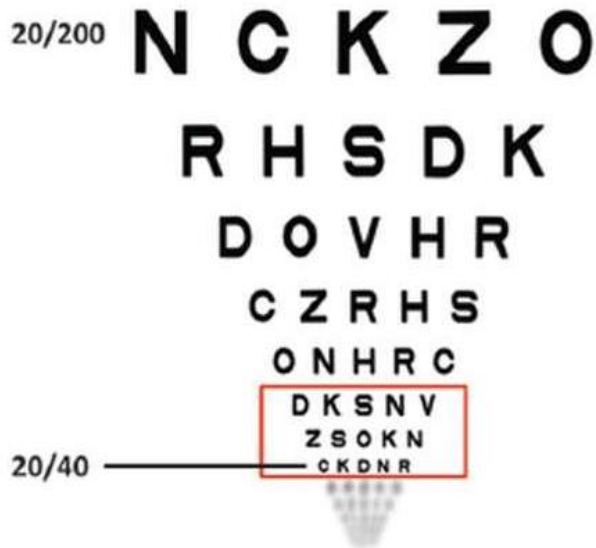 20/200 N C K Z O
R H S D K
D O V H R
C Z R H S
O N H R C
D K S N V
Z S O K N
20/40 C K D N R